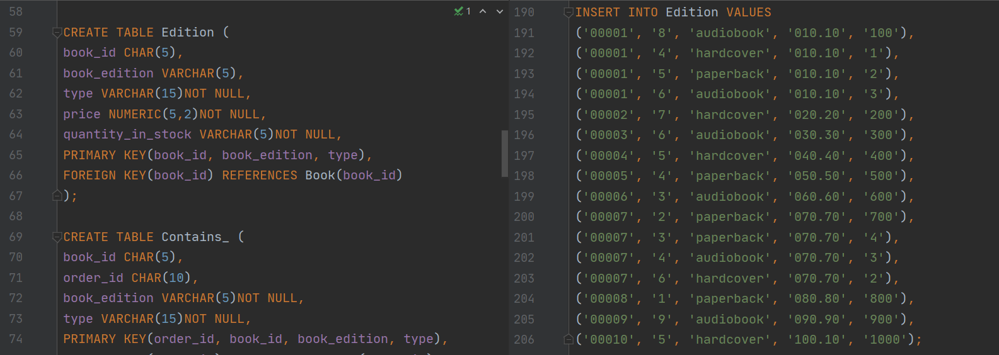 58
59 CREATE TABLE Edition (
60 book_id CHAR(5),
61 book_edition VARCHAR(5),
62 type VARCHAR(15)NOT NULL,
63 price NUMERIC(5,2)NOT NULL,
64 quantity_in_stock VARCHAR(5)NOT NULL,
65 PRIMARY KEY(book_id, book_edition, type),
66 FOREIGN KEY(book_id) REFERENCES Book(book_id)
67 );
68
69 CREATE TABLE Contains_ (
70 book_id CHAR(5),
71 order_id CHAR(10),
72 book_edition VARCHAR(5)NOT NULL,
73 type VARCHAR(15)NOT NULL,
74 PRIMARY KEY(order_id, book_id, book_edition, type),
1
190 INSERT INTO Edition VALUES
191 ('00001', '8', 'audiobook', '010.10', '100'),
192 ('00001', '4', 'hardcover', '010.10', '1'),
193 ('00001', '5', 'paperback', '010.10', '2'),
194 ('00001', '6', 'audiobook', '010.10', '3'),
195 ('00002', '7', 'hardcover', '020.20', '200'),
196 ('00003', '6', 'audiobook', '030.30', '300'),
197 ('00004', '5', 'hardcover', '040.40', '400'),
198 ('00005', '4', 'paperback', '050.50', '500'),
199 ('00006', '3', 'audiobook', '060.60', '600'),
200 ('00007', '2', 'paperback', '070.70', '700'),
201 ('00007', '3', 'paperback', '070.70', '4'),
202 ('00007', '4', 'audiobook', '070.70', '3'),
203 ('00007', '6', 'hardcover', '070.70', '2'),
204 ('00008', '1', 'paperback', '080.80', '800'),
205 ('00009', '9', 'audiobook', '090.90', '900'),
206 ('00010', '5', 'hardcover', '100.10', '1000');